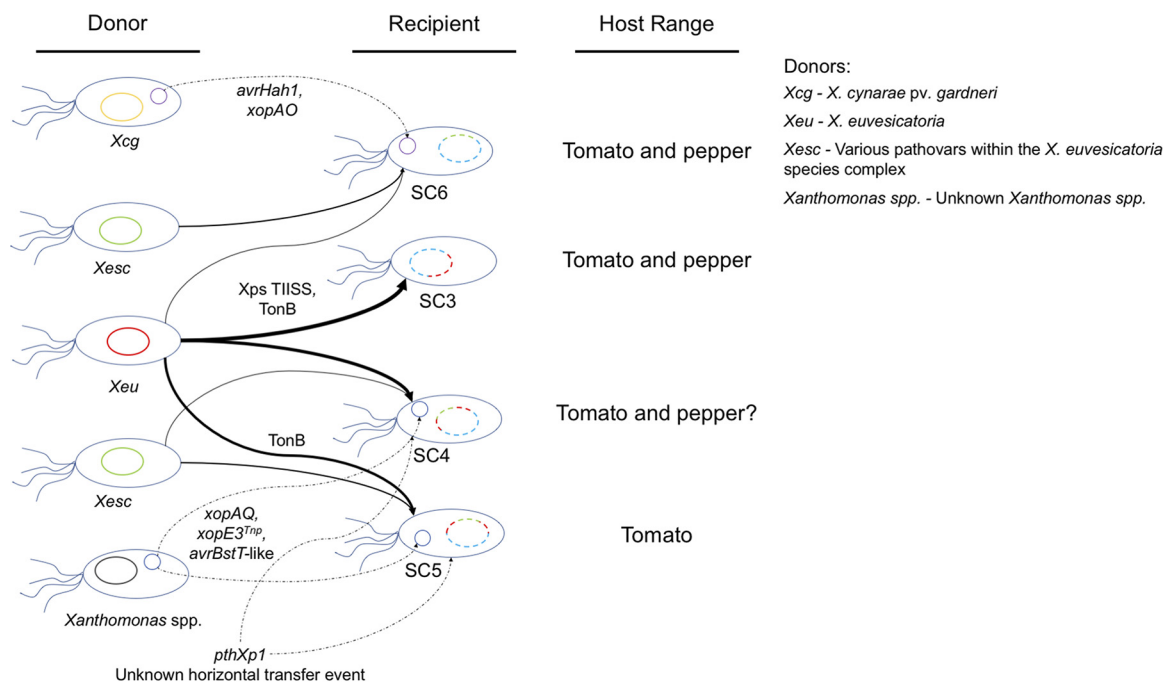 Donor
Recipient
Host Range
Donors:
Xcg - X. cynarae pv. gardneri
Xeu - X. euvesicatoria
Xesc - Various pathovars within the X. euvesicatoria
species complex
Xanthomonas spp. - Unknown Xanthomonas spp.
avrHah1,
xopAO
Xcg
SC6
Tomato and pepper
Xesc
Xps TIISS,
TonB
SC3
Tomato and pepper
Xeu
TonB
SC4
Tomato and pepper?
Xesc
xopAQ,
xopE3Tnp,
avrBstT-like
SC5
Tomato
Xanthomonas spp.
pthXp1
Unknown horizontal transfer event